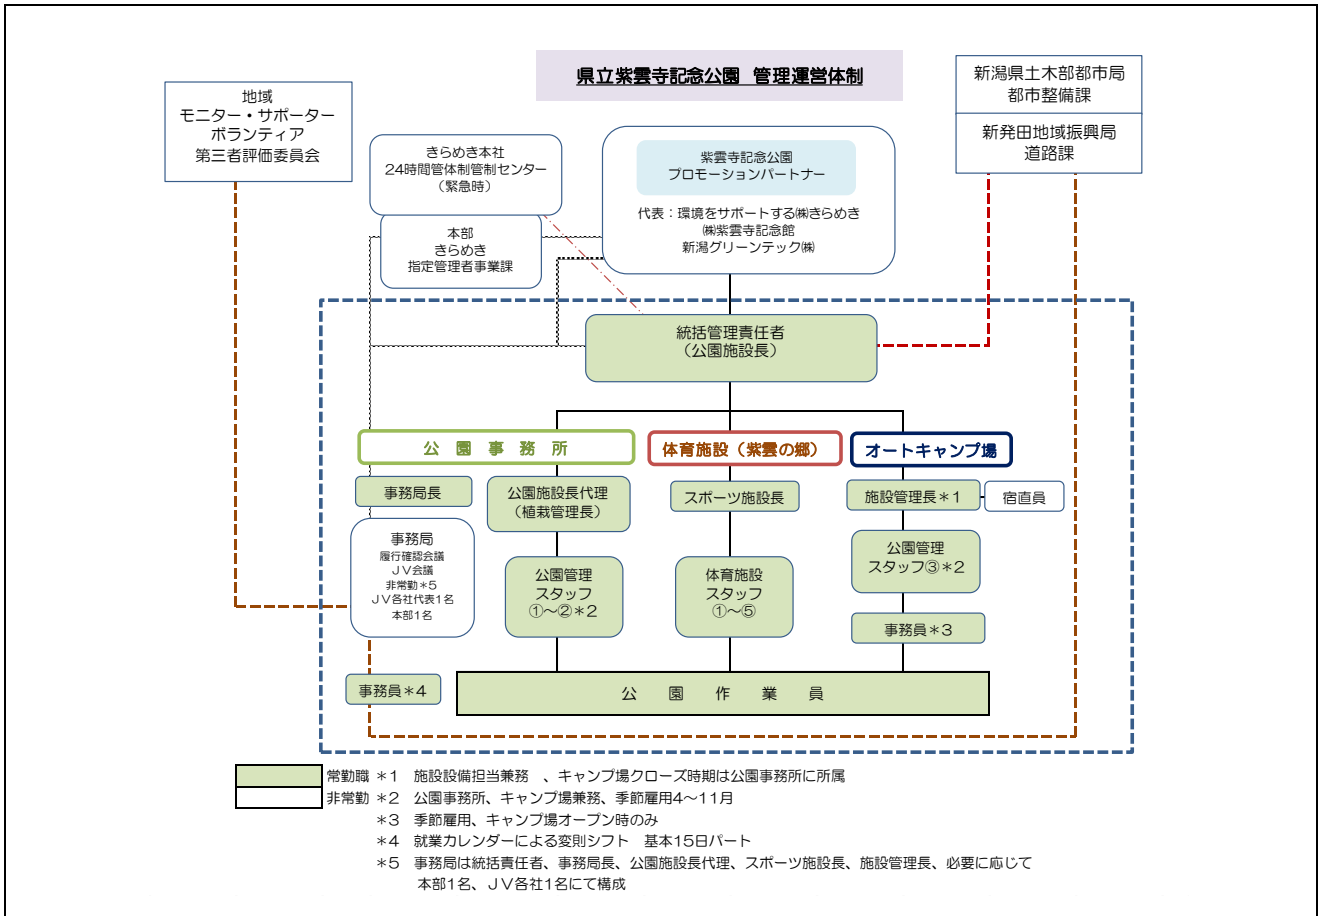 県立紫雲寺記念公園 管理運営体制
地域
モニター・サポーター
ボランティア
第三者評価委員会
きらめき本社
24時間管体制管制センター
（緊急時）
本部
きらめき
指定管理者事業課
紫雲寺記念公園
プロモーションパートナー
代表：環境をサポートする㈱きらめき
㈱紫雲寺記念館
新潟グリーンテック㈱
新潟県土木部都市局
都市整備課
新発田地域振興局
道路課
統括管理責任者
（公園施設長）
公 園 事 務 所
体育施設（紫雲の郷）
オートキャンプ場
事務局長
公園施設長代理
（植栽管理長）
スポーツ施設長
施設管理長＊1
宿直員
事務局
履行確認会議
ＪＶ会議
非常勤＊5
ＪＶ各社代表1名
本部1名
公園管理
スタッフ
①～②＊2
体育施設
スタッフ
①～⑤
公園管理
スタッフ③＊2
事務員＊3
事務員＊4
公 園 作 業 員
常勤職 ＊1 施設設備担当兼務 、キャンプ場クローズ時期は公園事務所に所属
非常勤 ＊2 公園事務所、キャンプ場兼務、季節雇用4～11月
＊3 季節雇用、キャンプ場オープン時のみ
＊4 就業カレンダーによる変則シフト 基本15日パート
＊5 事務局は統括責任者、事務局長、公園施設長代理、スポーツ施設長、施設管理長、必要に応じて
本部1名、ＪＶ各社1名にて構成